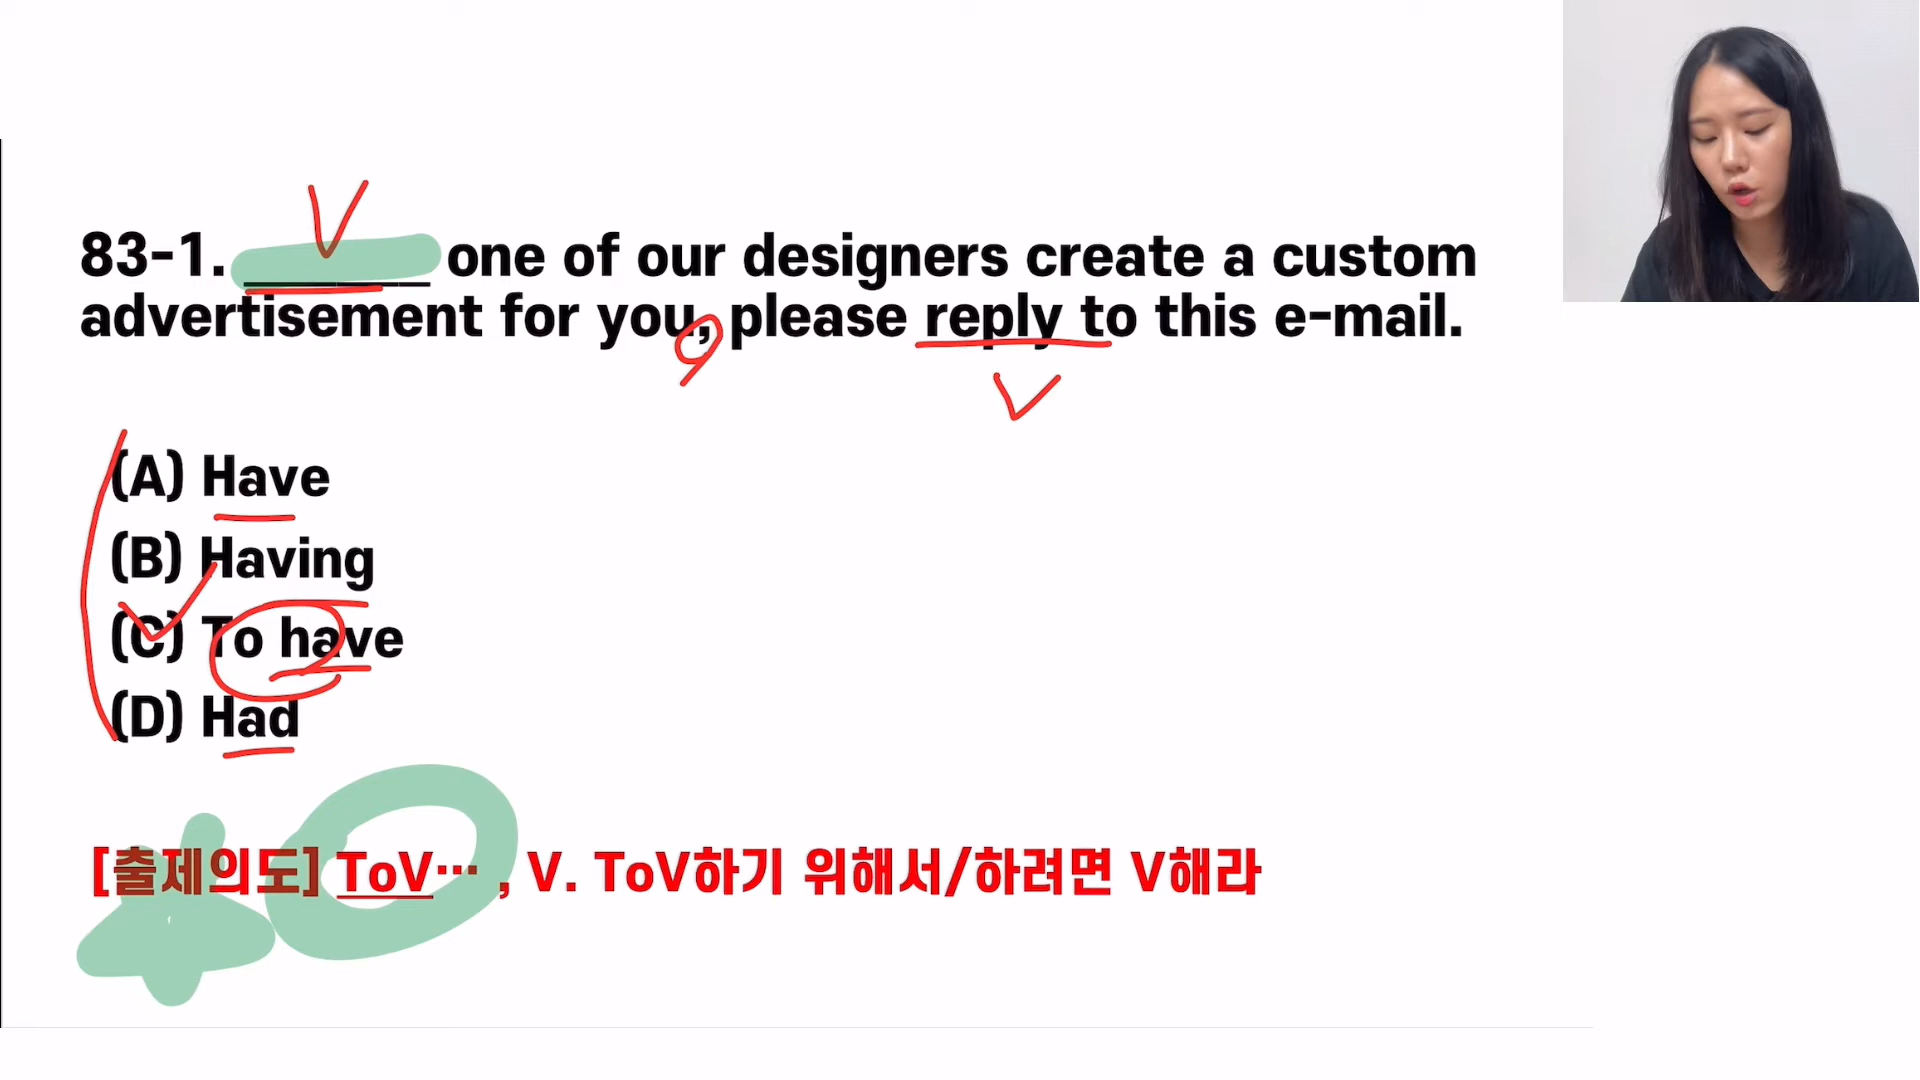 V
83-1. ______ one of our designers create a custom
advertisement for you, please reply to this e-mail.
V
(A) Have
(B) Having
(C) To have
(D) Had
[출제의도] ToV… , V. ToV하기 위해서/하려면 V해라